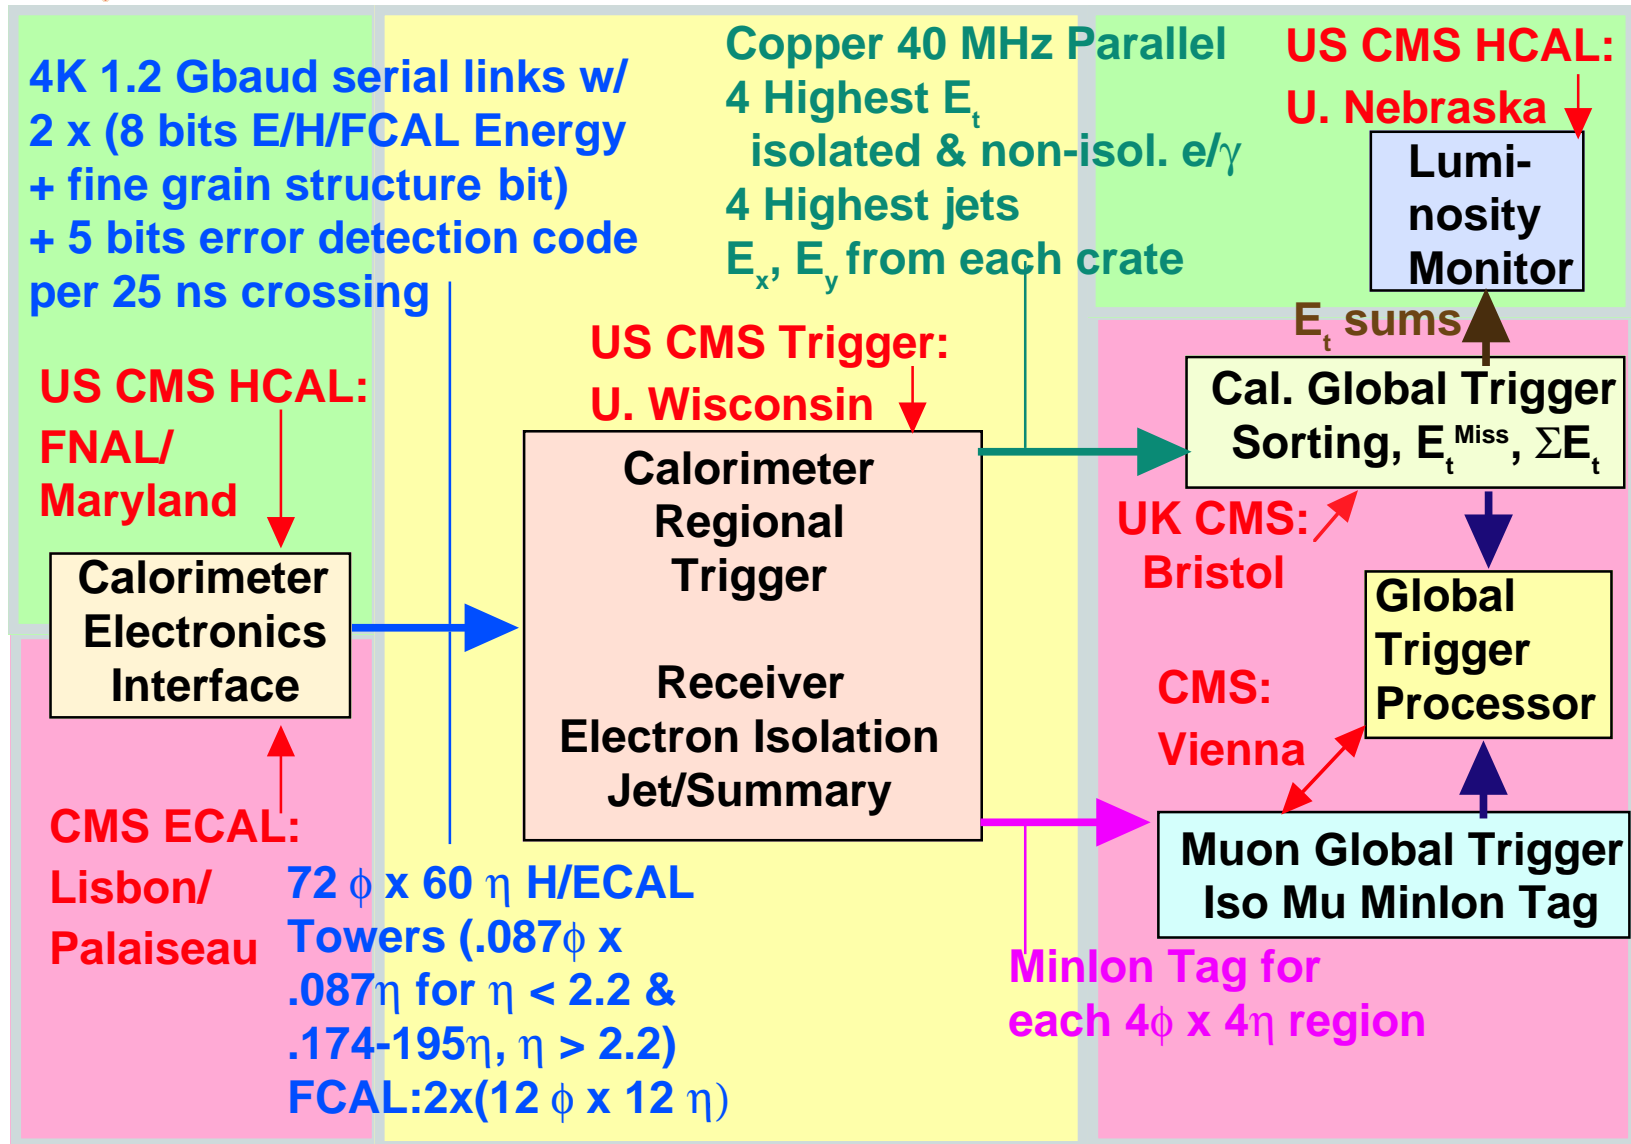 4K 1.2 Gbaud serial links w/
2 x (8 bits E/H/FCAL Energy
+ fine grain structure bit)
+ 5 bits error detection code
per 25 ns crossing
Copper 40 MHz Parallel
4 Highest Et
isolated & non-isol. e/γ
4 Highest jets
Ex, Ey from each crate
US CMS HCAL:
U. Nebraska
Lumi-
nosity
Monitor
Et sums
US CMS HCAL:
FNAL/
Maryland
US CMS Trigger:
U. Wisconsin
Cal. Global Trigger
Sorting, Et Miss, ΣEt
UK CMS:
Bristol
Calorimeter
Electronics
Interface
Calorimeter
Regional
Trigger
Receiver
Electron Isolation
Jet/Summary
Global
Trigger
Processor
CMS:
Vienna
CMS ECAL:
Lisbon/
Palaiseau
72 φ x 60 η H/ECAL
Towers (.087φ x
.087η for η < 2.2 &
.174-195η, η > 2.2)
FCAL:2x(12 φ x 12 η)
Muon Global Trigger
Iso Mu MinIon Tag
MinIon Tag for
each 4φ x 4η region